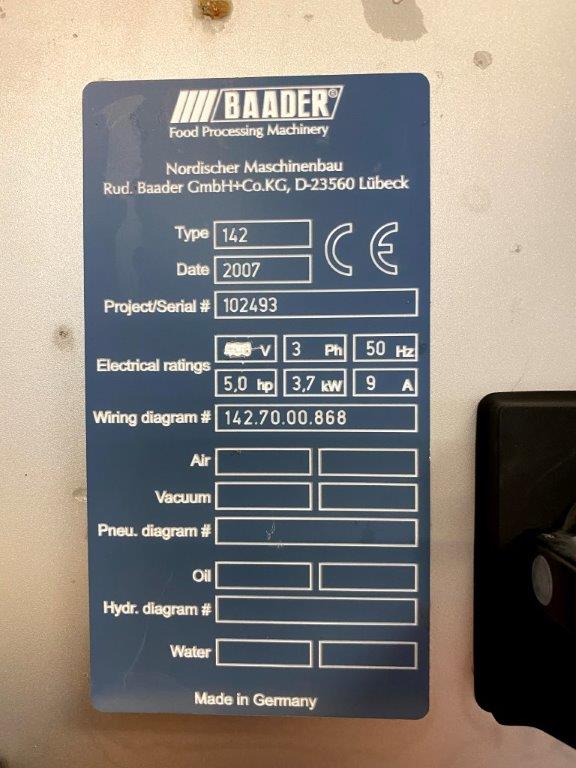 BAADER®
Food Processing Machinery
Nordischer Maschinenbau
Rud. Baader GmbH+Co.KG, D-23560 Lübeck
Type 142
CE
Date 2007
Project/Serial # 102493
Electrical ratings V 3 Ph 50 Hz
5,0 hp 3,7 kW 9 A
Wiring diagram # 142.70.00.868
Air
Vacuum
Pneu. diagram #
Oil
Hydr. diagram #
Water
Made in Germany